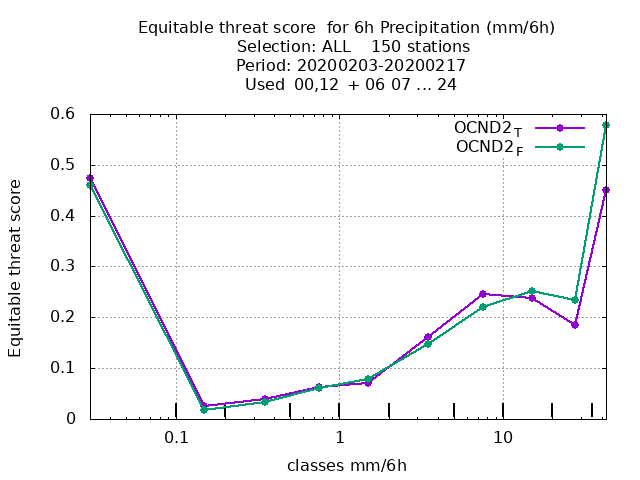 Equitable threat score  for 6h Precipitation (mm/6h)
Selection: ALL    150 stations
Period: 20200203-20200217
Used  00,12  + 06 07 ... 24
OCND2_T
OCND2_F
Equitable threat score
0.6
0.5
0.4
0.3
0.2
0.1
0
0.1
1
10
classes mm/6h